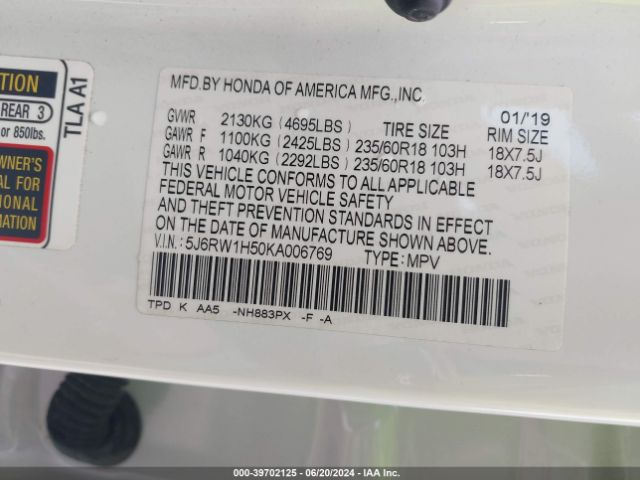 TION
REAR 3
or 850lbs.
WNER'S
AL FOR
IONAL
MATION
TLA A1
MFD.BY HONDA OF AMERICA MFG.,INC.
01/'19
GVWR 2130KG (4695LBS) TIRE SIZE RIM SIZE
GAWR F 1100KG (2425LBS) 235/60R18 103H 18X7.5J
GAWR R 1040KG (2292LBS) 235/60R18 103H 18X7.5J
THIS VEHICLE CONFORMS TO ALL APPLICABLE
FEDERAL MOTOR VEHICLE SAFETY
AND THEFT PREVENTION STANDARDS IN EFFECT
ON THE DATE OF MANUFACTURE SHOWN ABOVE.
V.I.N.: 5J6RW1H50KA006769 TYPE: MPV
TPD K AA5 -NH883PX -F -A
000-39702125 - 06/20/2024 - IAA Inc.